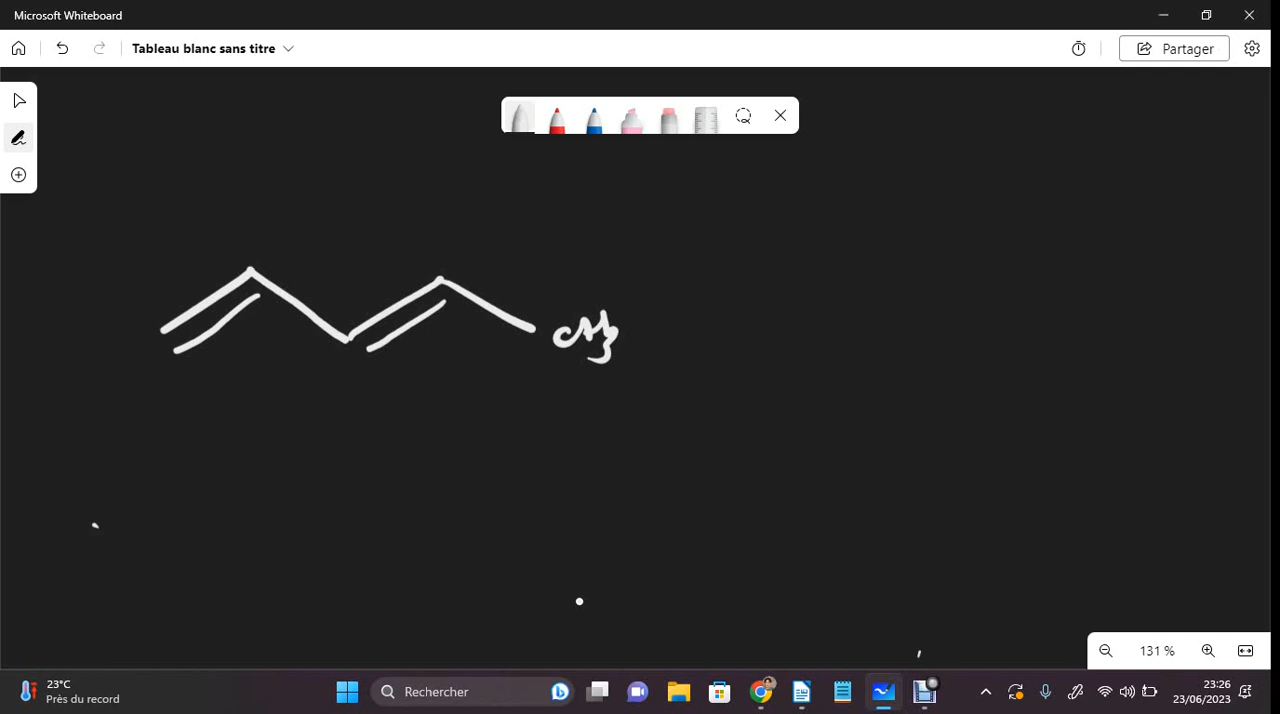 Microsoft Whiteboard
Tableau blanc sans titre
Partager
CH3
131 %
23°C
Près du record
Rechercher
23:26
23/06/2023